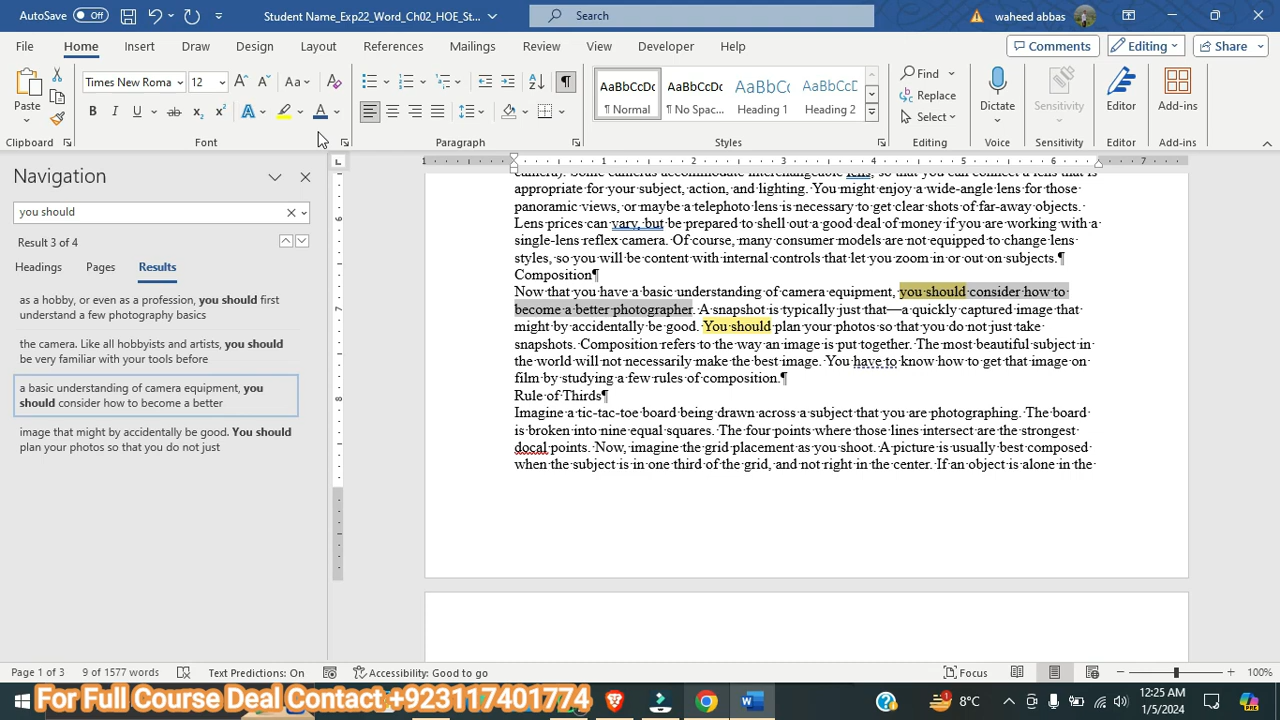 AutoSave Off Student Name_Exp22_Word_Ch02_HOE_St... Search waheed abbas
File Home Insert Draw Design Layout References Mailings Review View Developer Help Comments Editing Share
Times New Roma 12 Aa AaBbCcDc AaBbCcDc AaBbCc AaBbCcD Find
Paste Normal No Spac... Heading 1 Heading 2 Replace Dictate Sensitivity Editor Add-ins
Select
Clipboard Font Paragraph Styles Editing Voice Sensitivity Editor Add-ins
Navigation
you should
Result 3 of 4
Headings Pages Results
as a hobby, or even as a profession, you should first
understand a few photography basics
the camera. Like all hobbyists and artists, you should
be very familiar with your tools before
a basic understanding of camera equipment, you
should consider how to become a better
image that might by accidentally be good. You should
plan your photos so that you do not just
camera). Some cameras accommodate interchangeable lens, so that you can connect a lens that is
appropriate for your subject, action, and lighting. You might enjoy a wide-angle lens for those
panoramic views, or maybe a telephoto lens is necessary to get clear shots of far-away objects.
Lens prices can vary, but be prepared to shell out a good deal of money if you are working with a
single-lens reflex camera. Of course, many consumer models are not equipped to change lens
styles, so you will be content with internal controls that let you zoom in or out on subjects.¶
Composition¶
Now that you have a basic understanding of camera equipment, you should consider how to
become a better photographer. A snapshot is typically just that—a quickly captured image that
might by accidentally be good. You should plan your photos so that you do not just take
snapshots. Composition refers to the way an image is put together. The most beautiful subject in
the world will not necessarily make the best image. You have to know how to get that image on
film by studying a few rules of composition.¶
Rule of Thirds¶
Imagine a tic-tac-toe board being drawn across a subject that you are photographing. The board
is broken into nine equal squares. The four points where those lines intersect are the strongest
docal points. Now, imagine the grid placement as you shoot. A picture is usually best composed
when the subject is in one third of the grid, and not right in the center. If an object is alone in the
Page 1 of 3 9 of 1577 words Text Predictions: On Accessibility: Good to go Focus 100%
For Full Course Deal Contact +923117401774 8°C 12:25 AM
1/5/2024